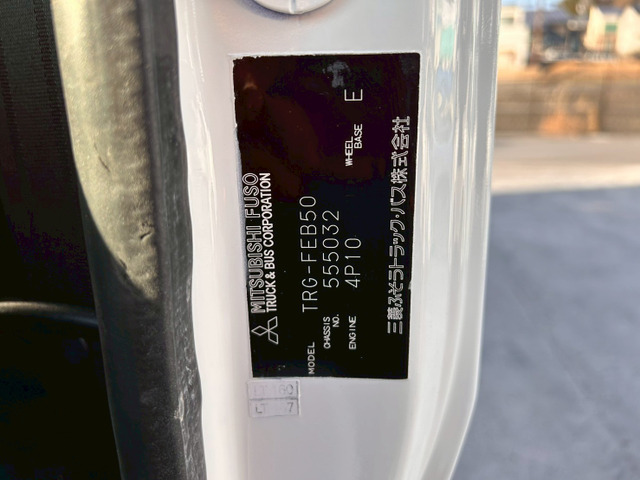 MITSUBISHI FUSO
TRUCK & BUS CORPORATION
MODEL TRG-FEB50
CHASSIS NO. 555032
ENGINE 4P10 WHEEL BASE E
三菱ふそうトラック・バス株式会社